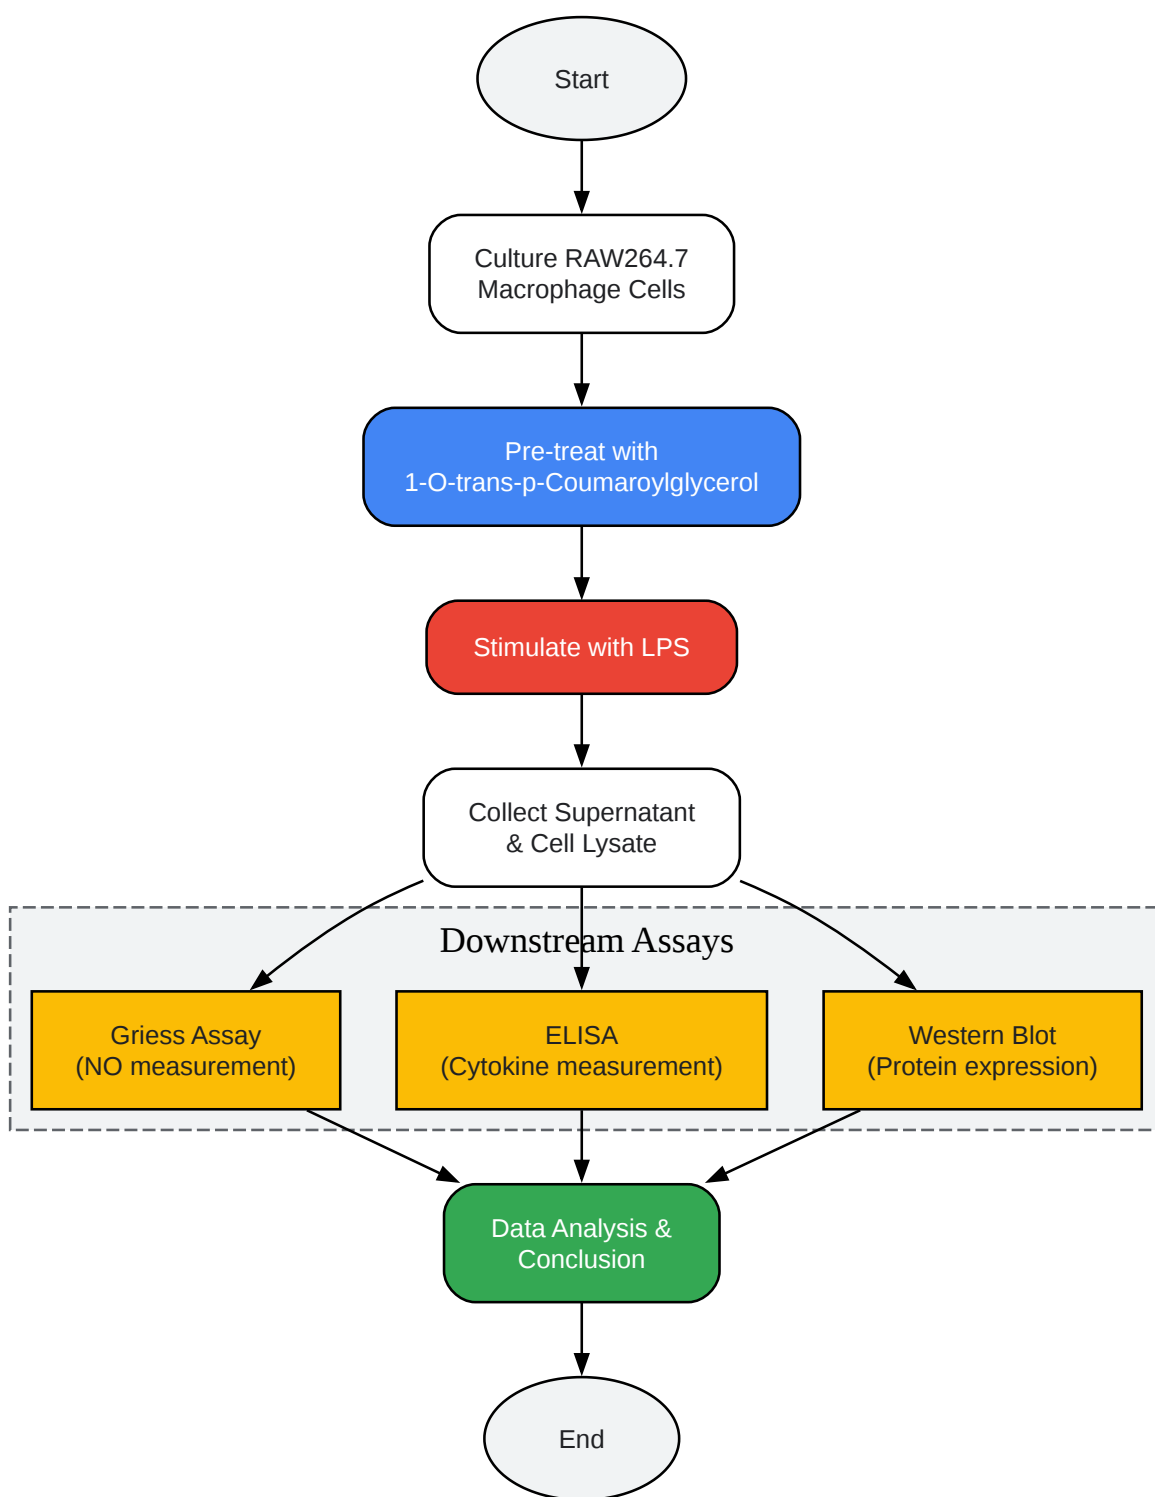 Start
Culture RAW264.7
Macrophage Cells
Pre-treat with
1-O-trans-p-Coumaroylglycerol
Stimulate with LPS
Collect Supernatant
& Cell Lysate
Downstream Assays
Griess Assay
(NO measurement)
ELISA
(Cytokine measurement)
Western Blot
(Protein expression)
Data Analysis &
Conclusion
End